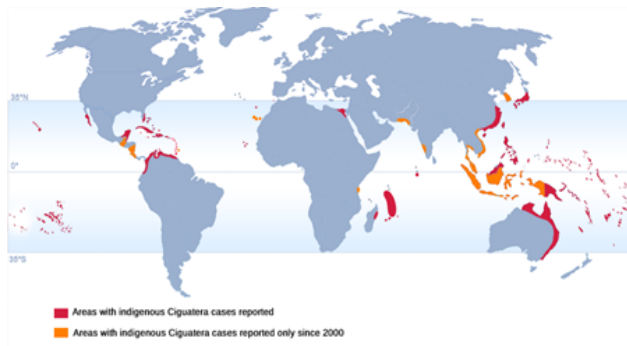 35°N
0°
35°S
Areas with indigenous Ciguatera cases reported
Areas with indigenous Ciguatera cases reported only since 2000